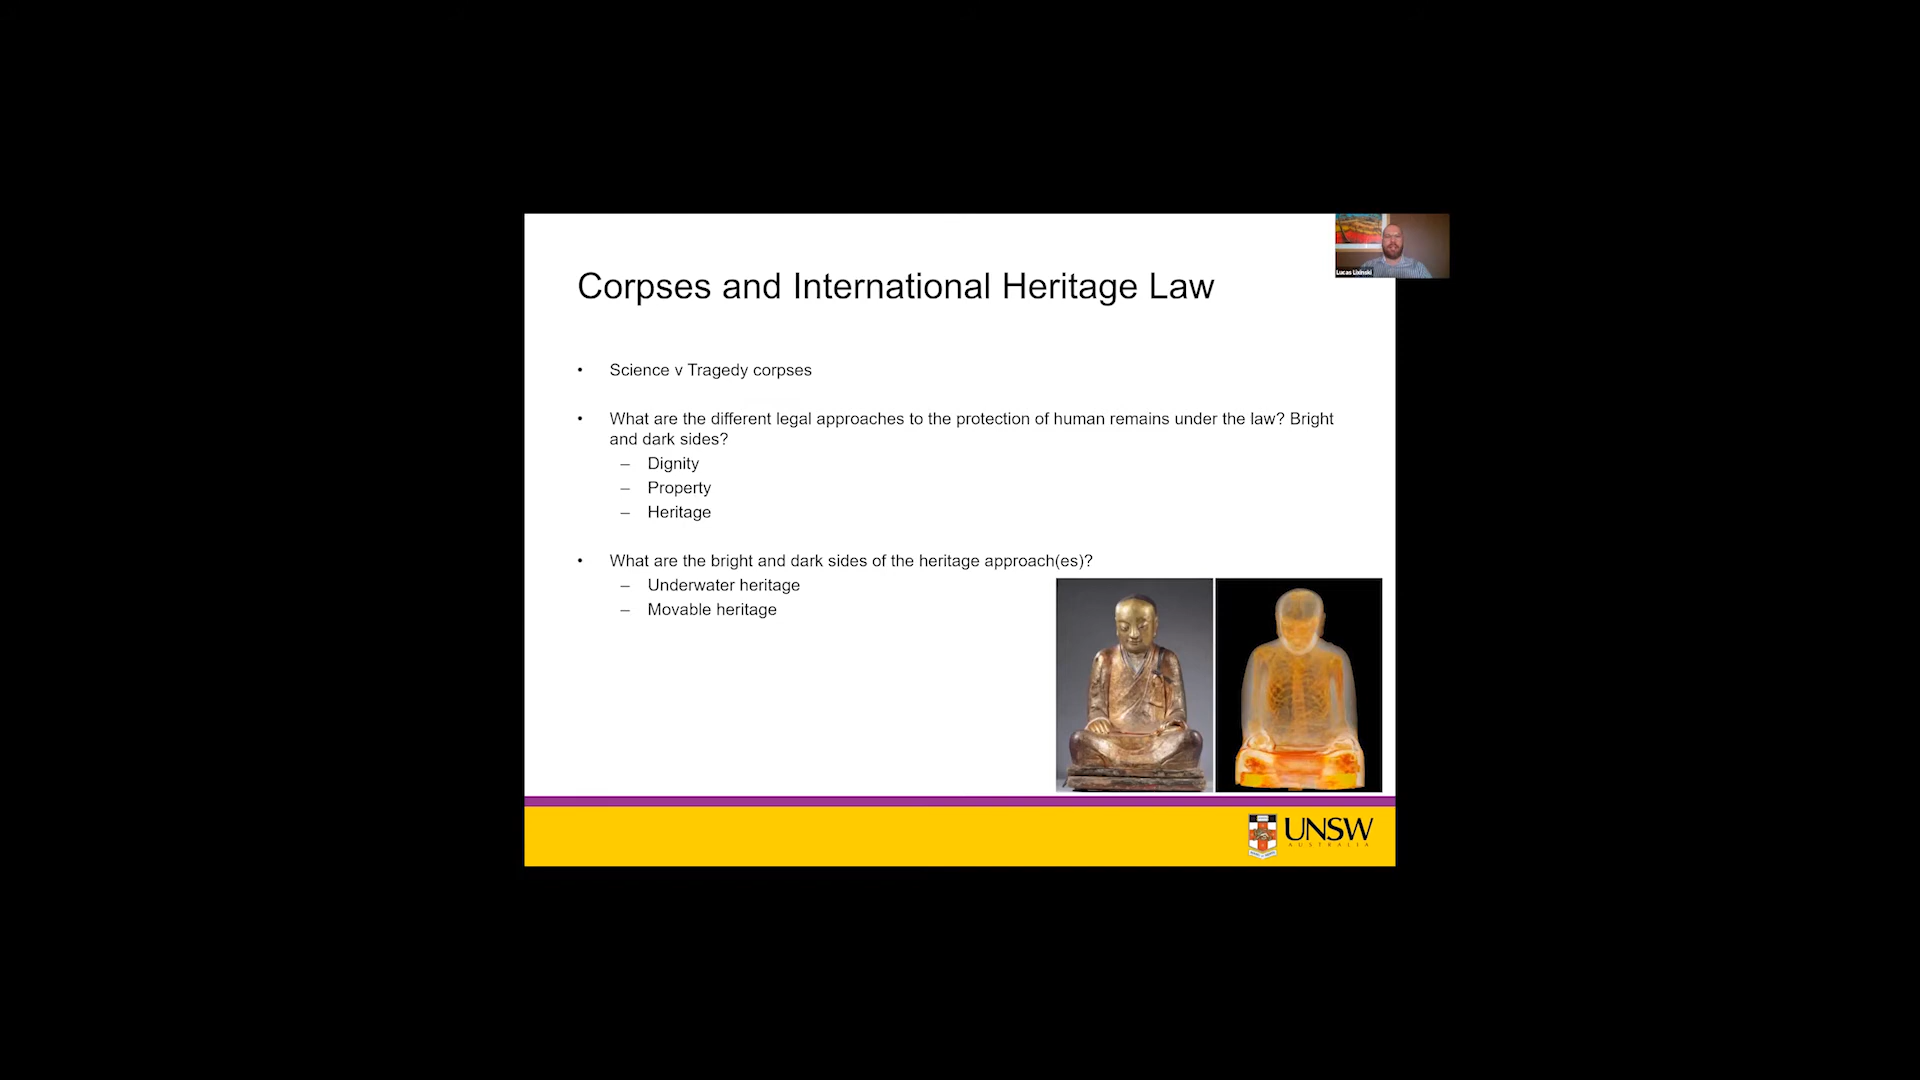 Lucas Lixinski
Corpses and International Heritage Law
• Science v Tragedy corpses
• What are the different legal approaches to the protection of human remains under the law? Bright
and dark sides?
– Dignity
– Property
– Heritage
• What are the bright and dark sides of the heritage approach(es)?
– Underwater heritage
– Movable heritage
UNSW
AUSTRALIA